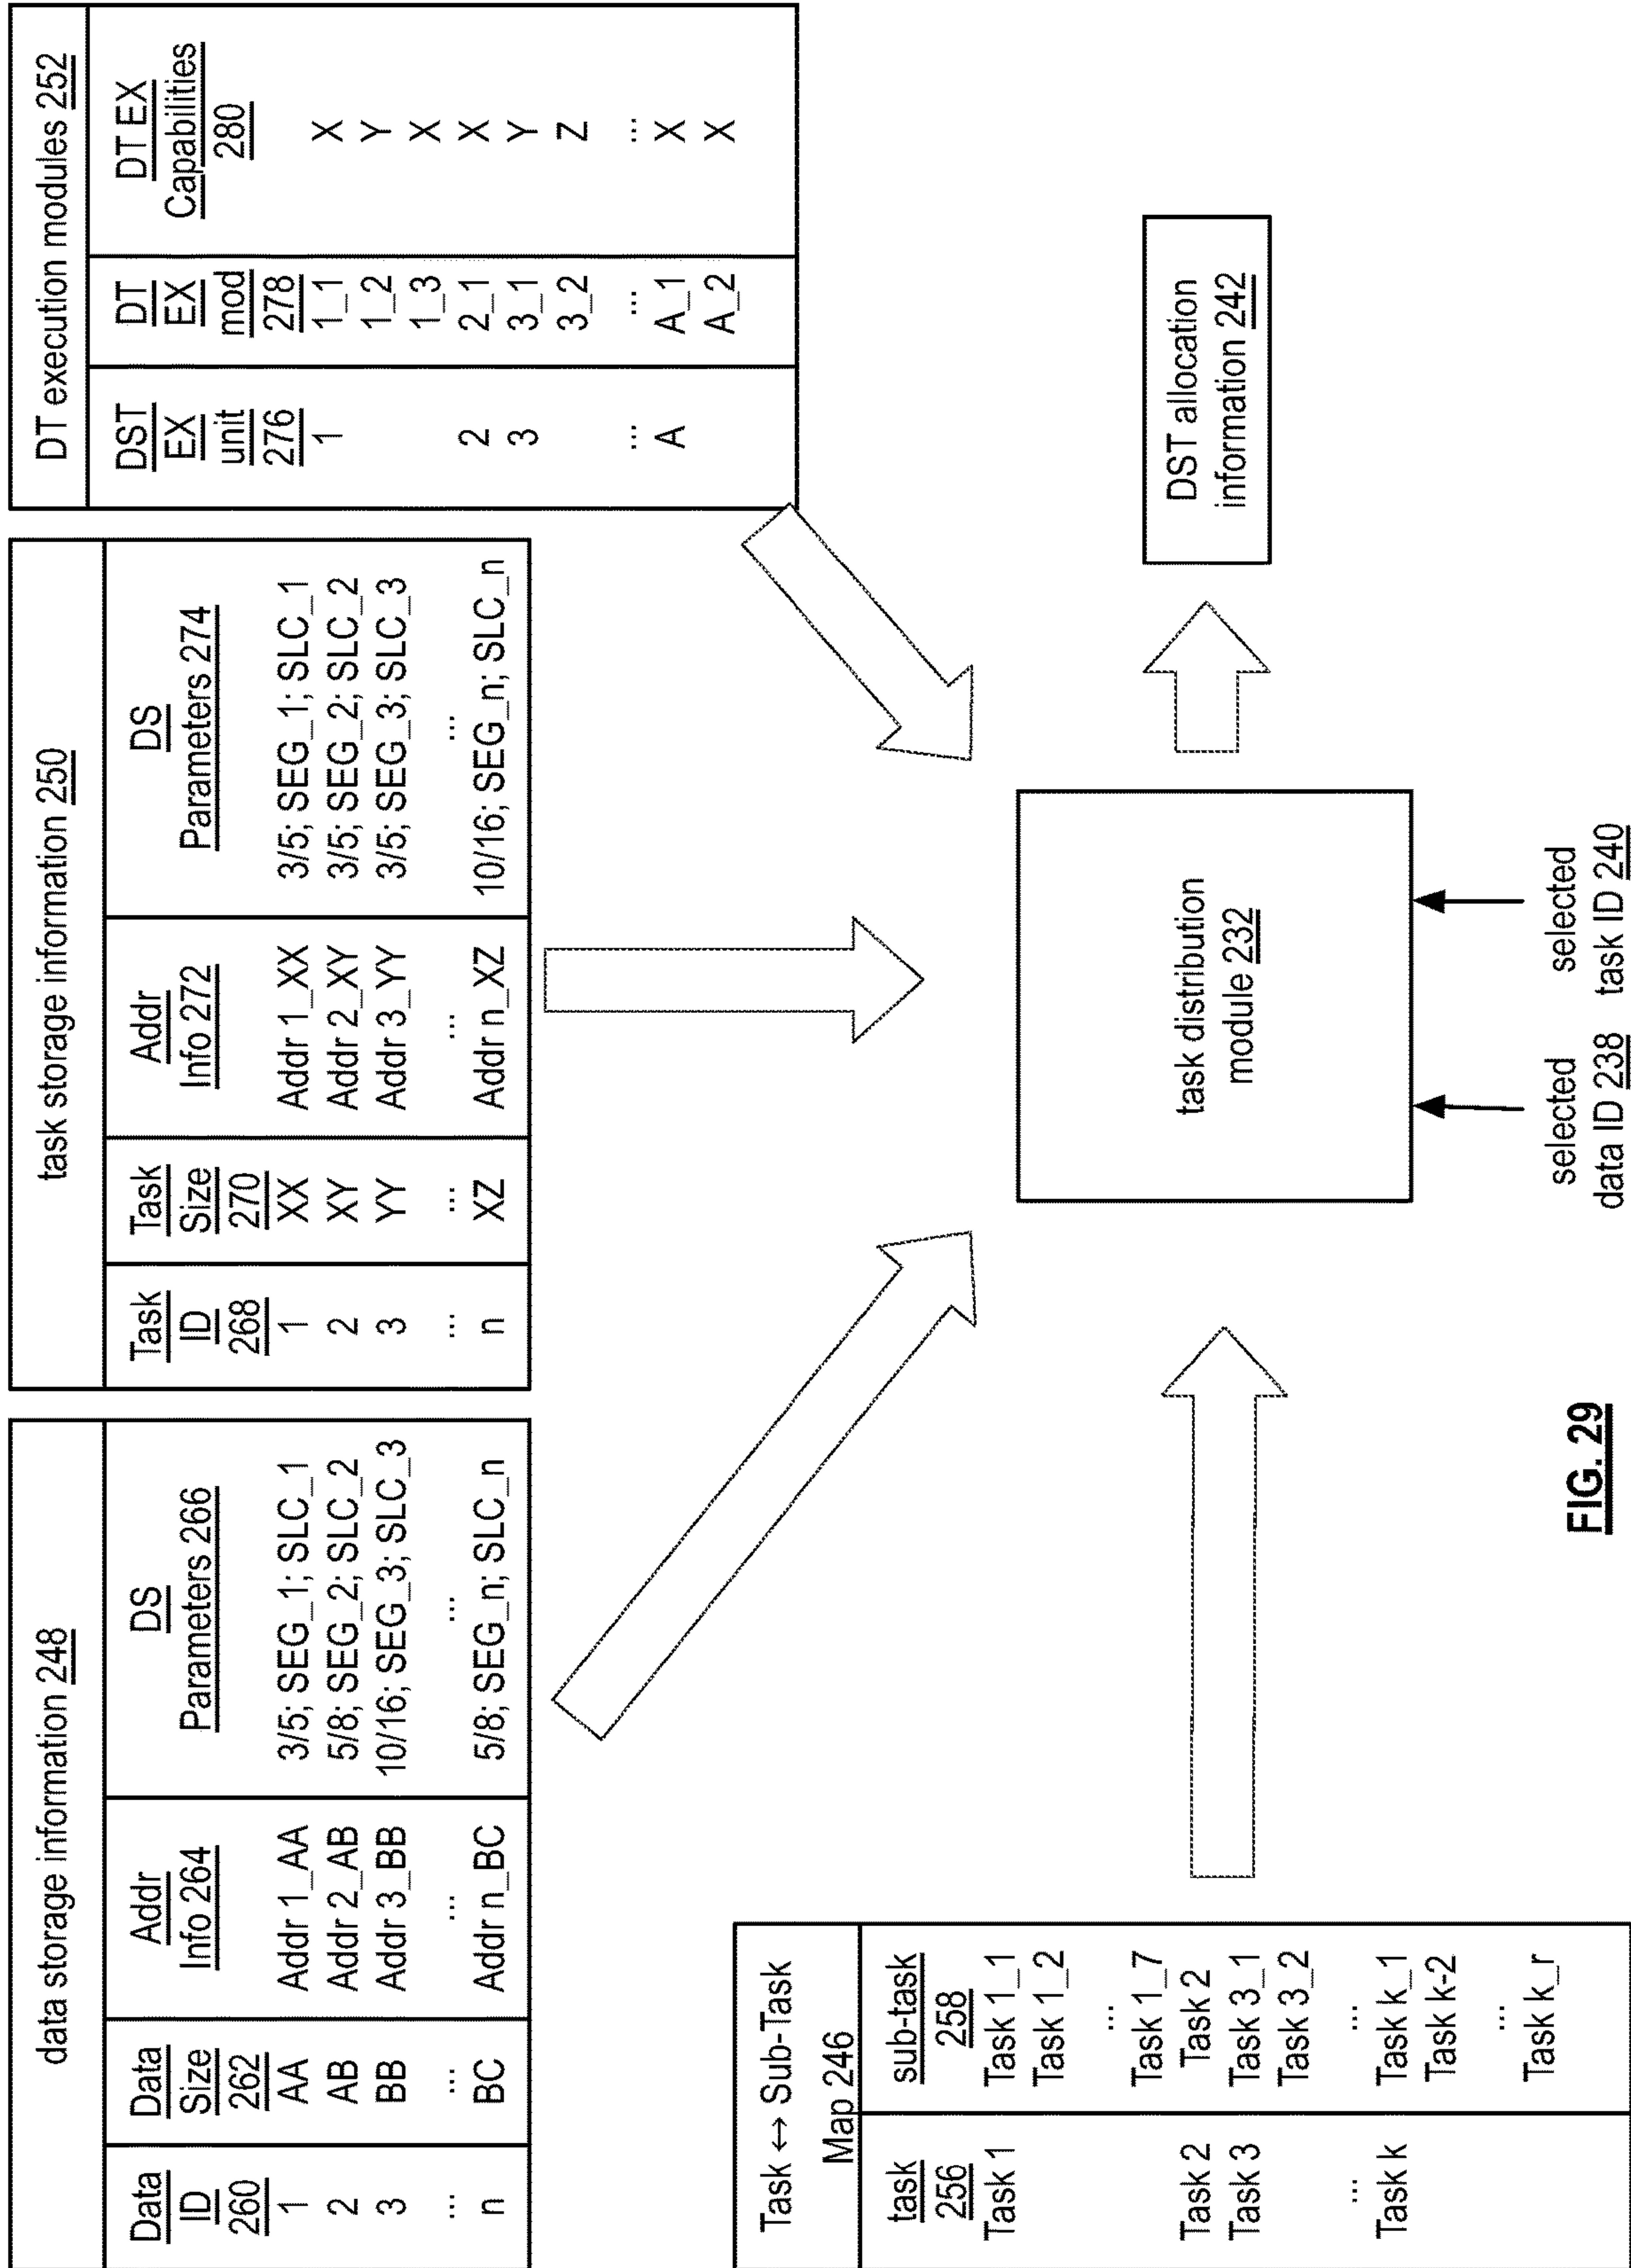 data storage information 248
Data ID 260 | Data Size 262 | Addr Info 264 | DS Parameters 266
1 | AA | Addr 1_AA | 3/5; SEG_1; SLC_1
2 | AB | Addr 2_AB | 5/8; SEG_2; SLC_2
3 | BB | Addr 3_BB | 10/16; SEG_3; SLC_3
... | ... | ... | ...
n | BC | Addr n_BC | 5/8; SEG_n; SLC_n
task storage information 250
Task ID 268 | Task Size 270 | Addr Info 272 | DS Parameters 274
1 | XX | Addr 1_XX | 3/5; SEG_1; SLC_1
2 | XY | Addr 2_XY | 3/5; SEG_2; SLC_2
3 | YY | Addr 3_YY | 3/5; SEG_3; SLC_3
... | ... | ... | ...
n | XZ | Addr n_XZ | 10/16; SEG_n; SLC_n
DT execution modules 252
DST EX unit 276 | DT EX mod 278 | DT EX Capabilities 280
1 | 1_1 | X
1_2 | Y
1_3 | X
2 | 2_1 | X
3 | 3_1 | Y
3_2 | Z
... | ... | ...
A | A_1 | X
A_2 | X
Task ↔ Sub-Task
Map 246
task 256 | sub-task 258
Task 1 | Task 1_1
Task 1_2
...
Task 1_7
Task 2 | Task 2
Task 3 | Task 3_1
Task 3_2
... | ...
Task k | Task k_1
Task k-2
...
Task k_r
task distribution
module 232
DST allocation
information 242
selected
data ID 238
selected
task ID 240
FIG. 29